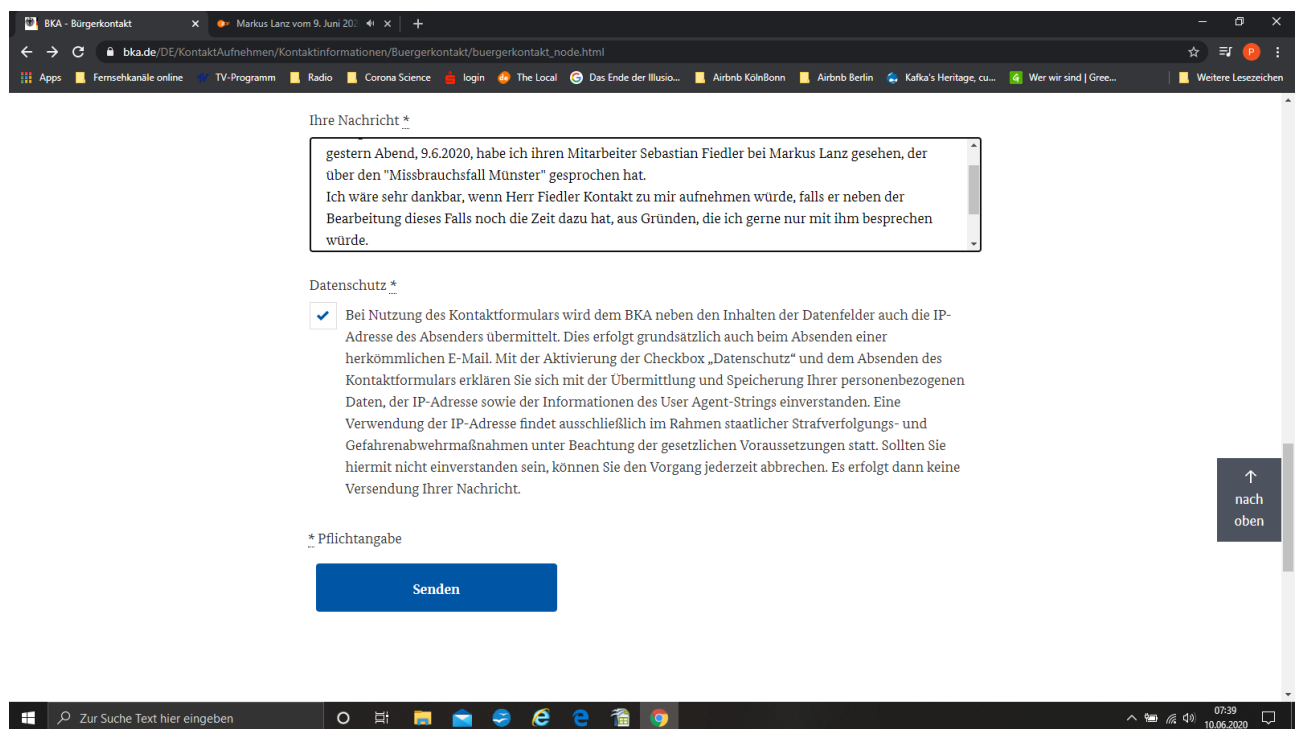 BKA - Bürgerkontakt
Markus Lanz vom 9. Juni 202
bka.de/DE/KontaktAufnehmen/Kontaktinformationen/Buergerkontakt/buergerkontakt_node.html
P
Apps Fernsehkanäle online TV-Programm Radio Corona Science login The Local Das Ende der Illusio... Airbnb KölnBonn Airbnb Berlin Kafka's Heritage, cu... Wer wir sind | Gree... Weitere Lesezeichen
Ihre Nachricht *
gestern Abend, 9.6.2020, habe ich ihren Mitarbeiter Sebastian Fiedler bei Markus Lanz gesehen, der
über den "Missbrauchsfall Münster" gesprochen hat.
Ich wäre sehr dankbar, wenn Herr Fiedler Kontakt zu mir aufnehmen würde, falls er neben der
Bearbeitung dieses Falls noch die Zeit dazu hat, aus Gründen, die ich gerne nur mit ihm besprechen
würde.
Datenschutz *
Bei Nutzung des Kontaktformulars wird dem BKA neben den Inhalten der Datenfelder auch die IP-
Adresse des Absenders übermittelt. Dies erfolgt grundsätzlich auch beim Absenden einer
herkömmlichen E-Mail. Mit der Aktivierung der Checkbox „Datenschutz“ und dem Absenden des
Kontaktformulars erklären Sie sich mit der Übermittlung und Speicherung Ihrer personenbezogenen
Daten, der IP-Adresse sowie der Informationen des User Agent-Strings einverstanden. Eine
Verwendung der IP-Adresse findet ausschließlich im Rahmen staatlicher Strafverfolgungs- und
Gefahrenabwehrmaßnahmen unter Beachtung der gesetzlichen Voraussetzungen statt. Sollten Sie
hiermit nicht einverstanden sein, können Sie den Vorgang jederzeit abbrechen. Es erfolgt dann keine
Versendung Ihrer Nachricht.
nach
oben
* Pflichtangabe
Senden
Zur Suche Text hier eingeben
07:39
10.06.2020